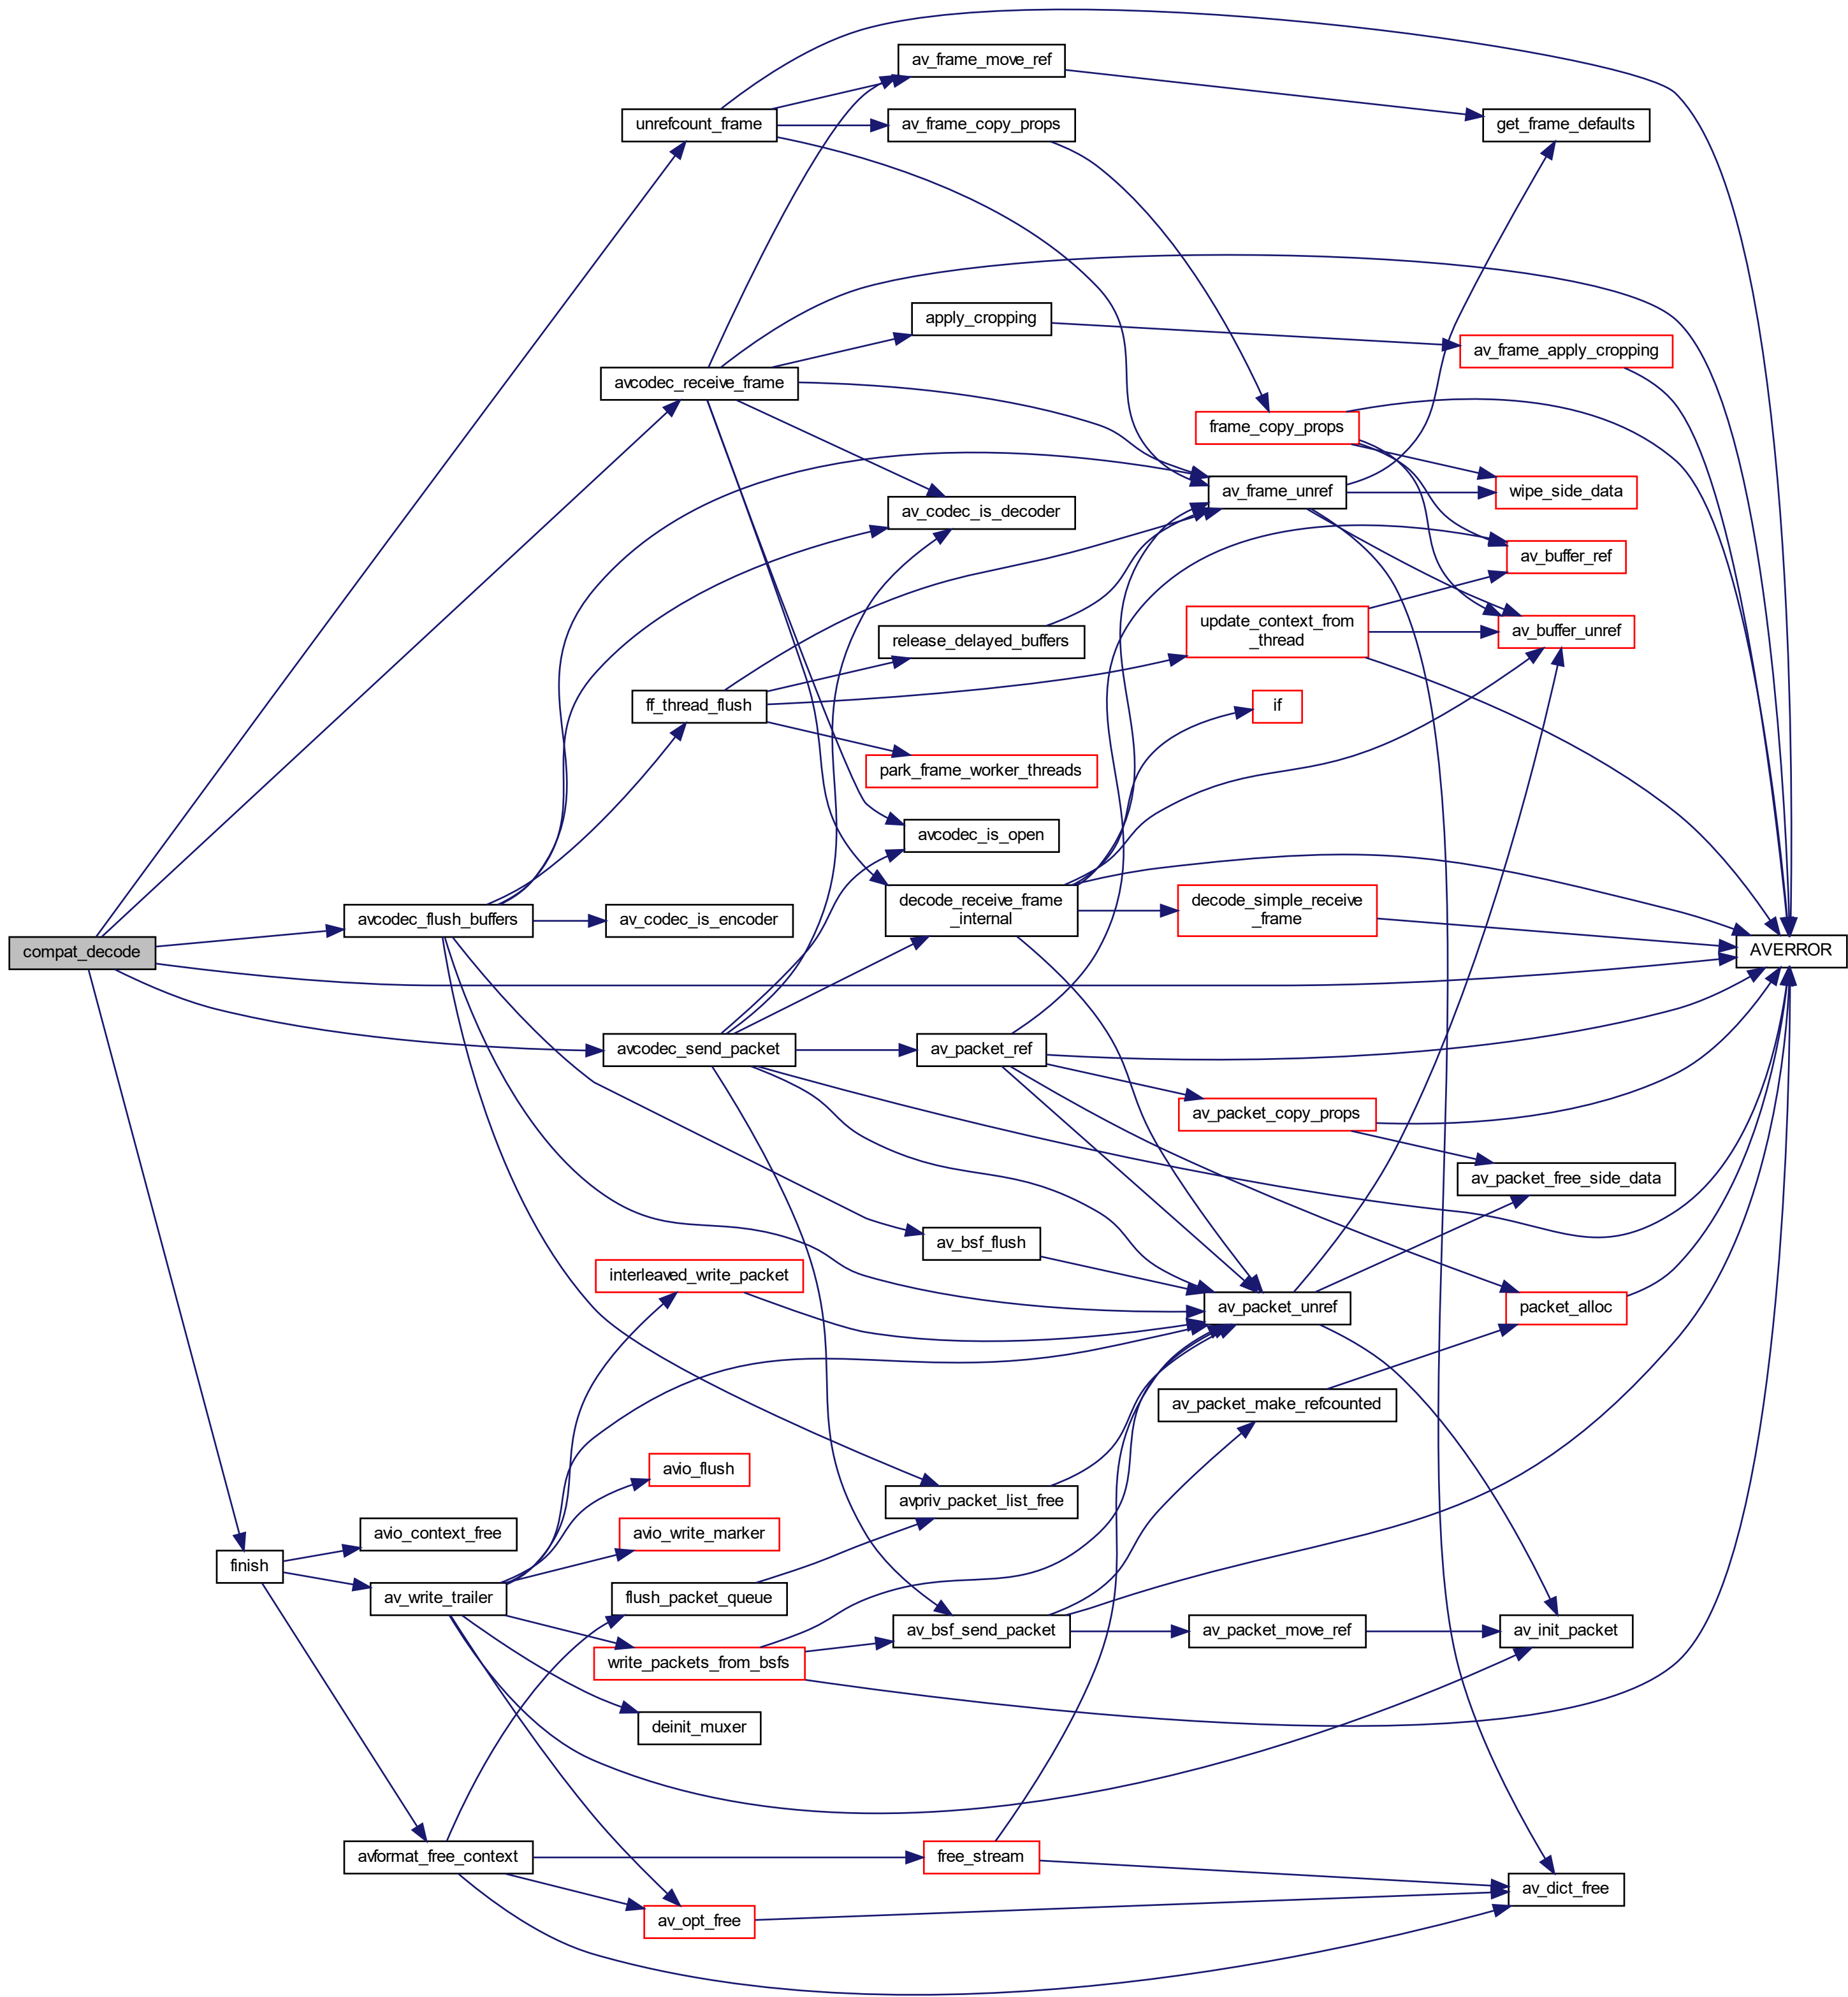 av_frame_move_ref
unrefcount_frame
av_frame_copy_props
get_frame_defaults
apply_cropping
av_frame_apply_cropping
avcodec_receive_frame
frame_copy_props
av_frame_unref
wipe_side_data
av_codec_is_decoder
av_buffer_ref
release_delayed_buffers
update_context_from
_thread
av_buffer_unref
ff_thread_flush
if
park_frame_worker_threads
avcodec_is_open
avcodec_flush_buffers
av_codec_is_encoder
decode_receive_frame
_internal
decode_simple_receive
_frame
compat_decode
AVERROR
avcodec_send_packet
av_packet_ref
av_packet_copy_props
av_packet_free_side_data
av_bsf_flush
interleaved_write_packet
av_packet_unref
packet_alloc
av_packet_make_refcounted
avio_flush
avpriv_packet_list_free
avio_context_free
avio_write_marker
finish
av_write_trailer
flush_packet_queue
av_bsf_send_packet
av_packet_move_ref
av_init_packet
write_packets_from_bsfs
deinit_muxer
avformat_free_context
free_stream
av_dict_free
av_opt_free